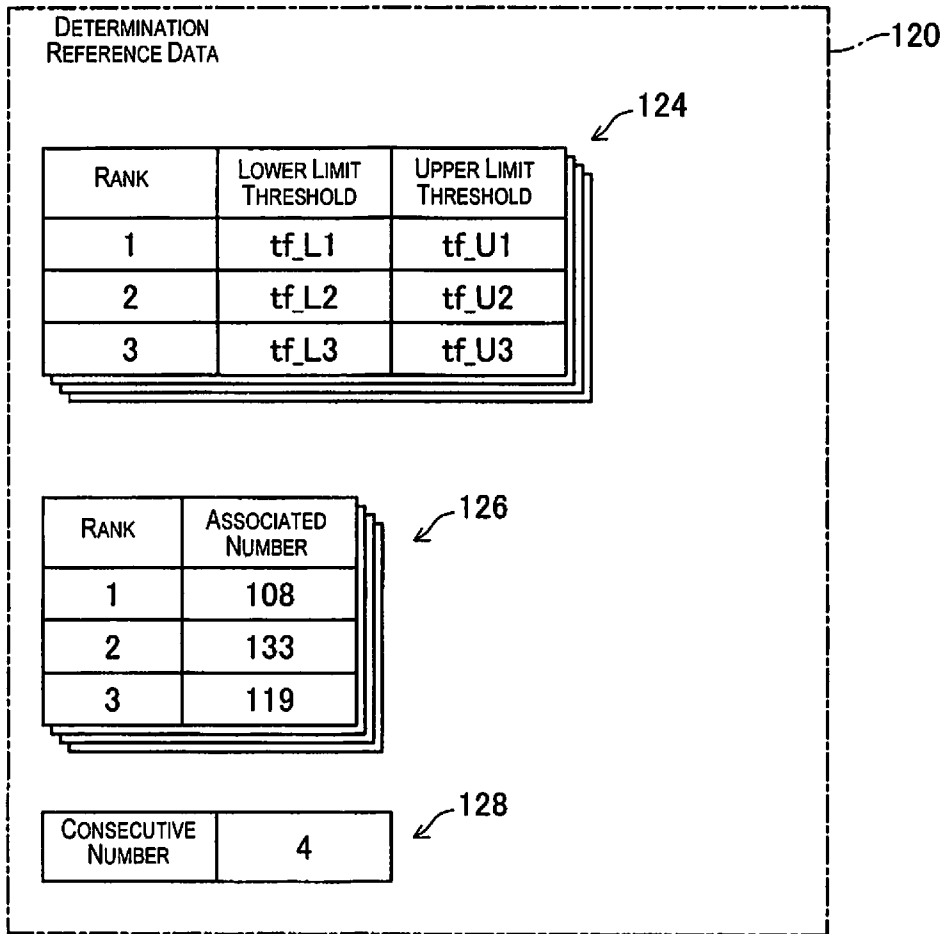 DETERMINATION
REFERENCE DATA
120
124
RANK LOWER LIMIT THRESHOLD UPPER LIMIT THRESHOLD
1 tf_L1 tf_U1
2 tf_L2 tf_U2
3 tf_L3 tf_U3
126
RANK ASSOCIATED NUMBER
1 108
2 133
3 119
128
CONSECUTIVE NUMBER 4